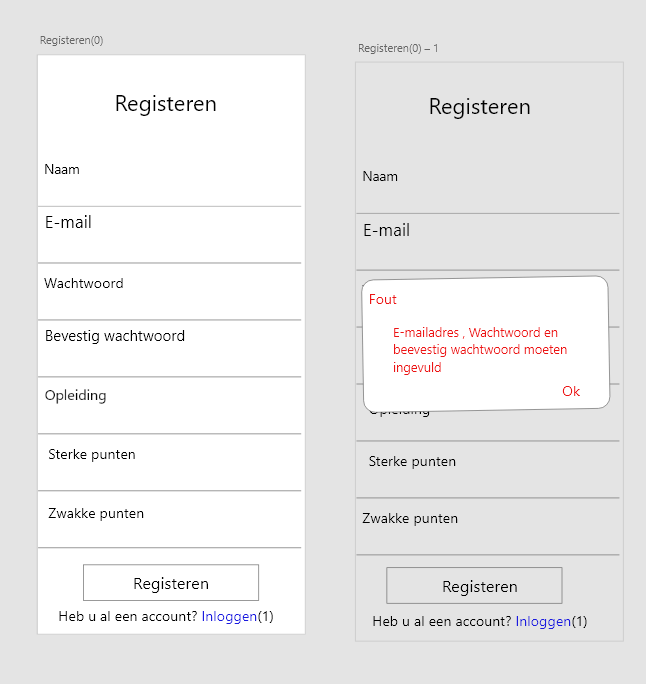 Registeren(0)
Registeren
Naam
E-mail
Wachtwoord
Bevestig wachtwoord
Opleiding
Sterke punten
Zwakke punten
Registeren
Heb u al een account? Inloggen(1)
Registeren(0) – 1
Registeren
Naam
E-mail
Fout
E-mailadres , Wachtwoord en
beevestig wachtwoord moeten
ingevuld
Ok
Opleiding
Sterke punten
Zwakke punten
Registeren
Heb u al een account? Inloggen(1)